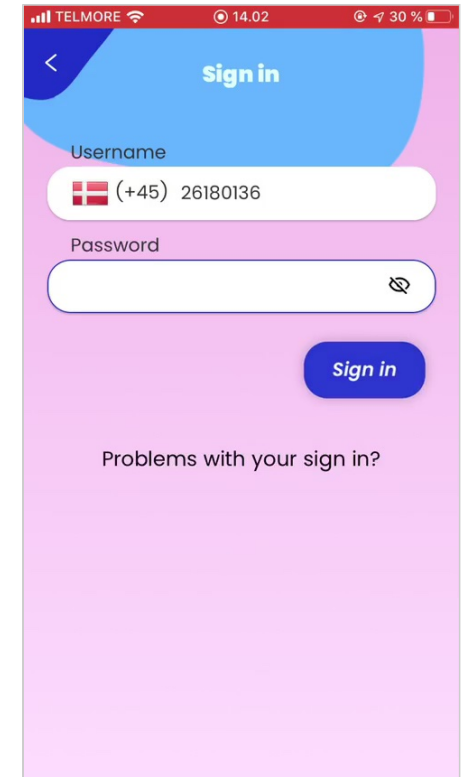 TELMORE 14.02 30 %
Sign in
Username
(+45) 26180136
Password
Sign in
Problems with your sign in?